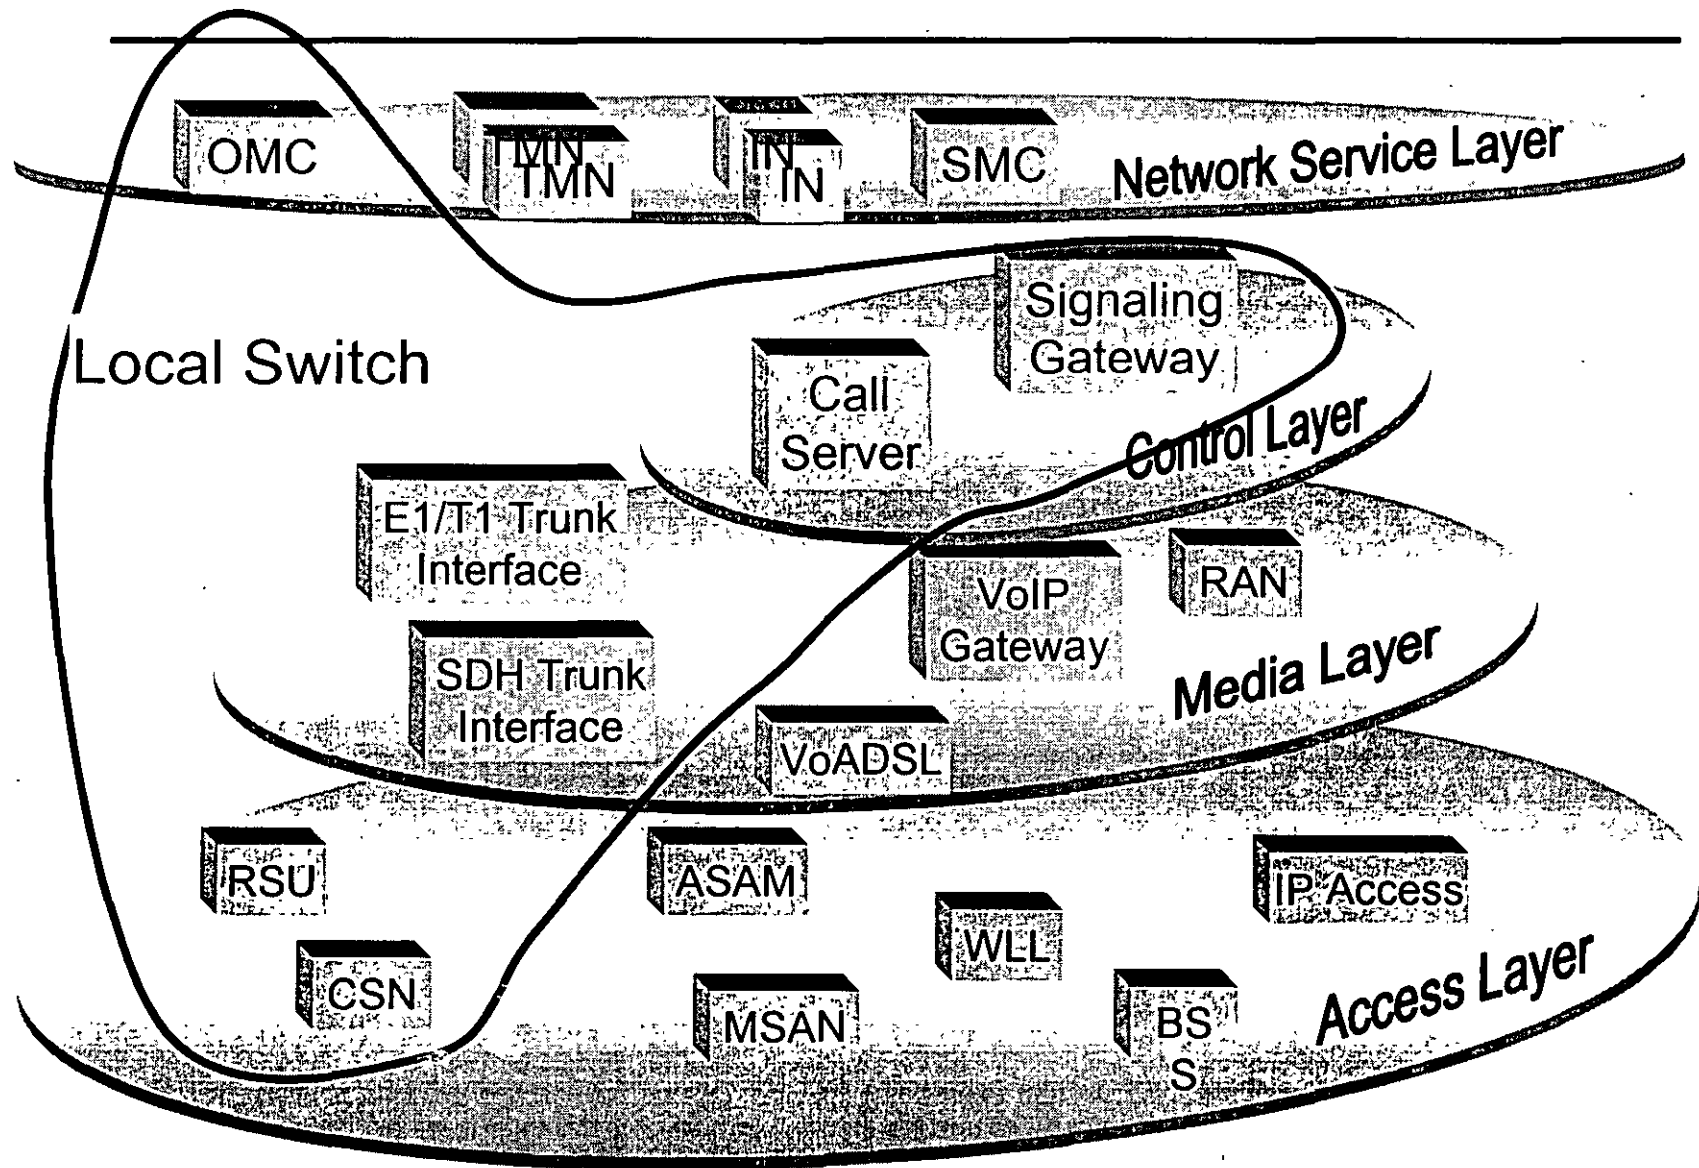 OMC
TMN
TMN
IN
IN
SMC
Network Service Layer
Signaling
Gateway
Local Switch
Call
Server
Control Layer
E1/T1 Trunk
Interface
VoIP
Gateway
RAN
SDH Trunk
Interface
Media Layer
VoADSL
RSU
ASAM
IP Access
WLL
CSN
MSAN
BS
S
Access Layer